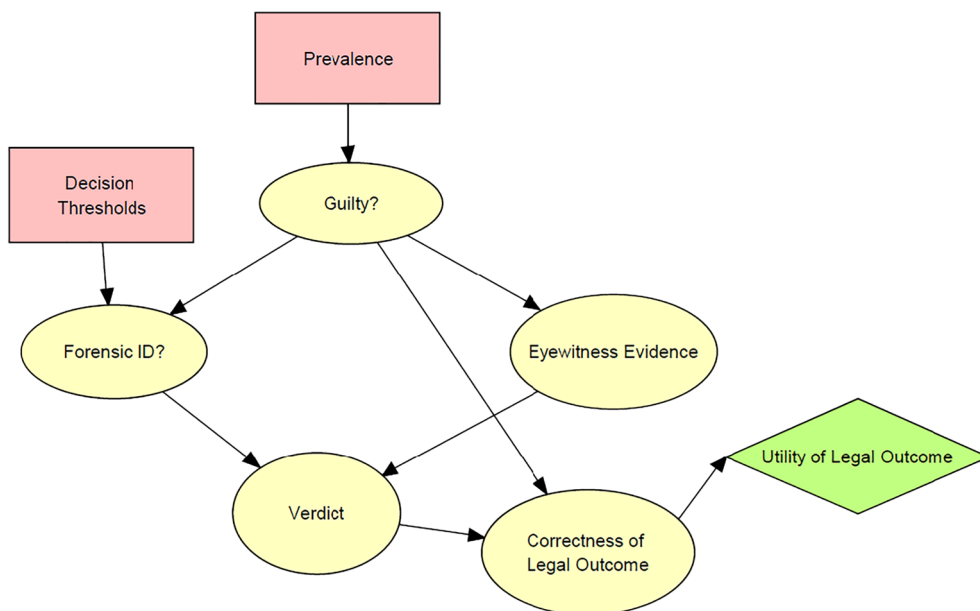 Prevalence
Decision
Thresholds
Guilty?
Forensic ID?
Eyewitness Evidence
Utility of Legal Outcome
Verdict
Correctness of
Legal Outcome